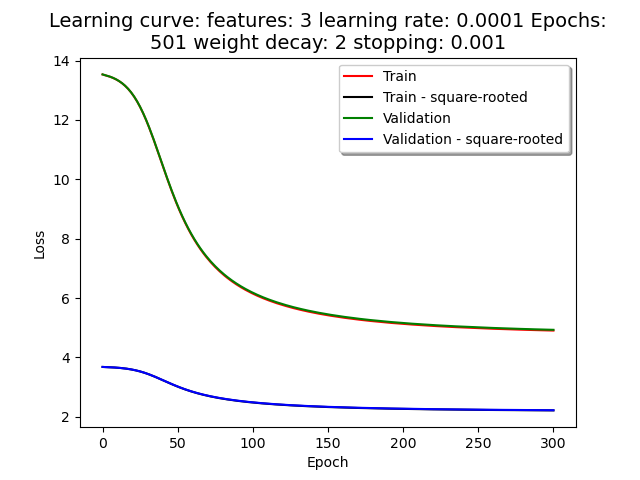 Learning curve: features: 3 learning rate: 0.0001 Epochs:
501 weight decay: 2 stopping: 0.001
14
12
10
8
6
4
2
Loss
Train
Train - square-rooted
Validation
Validation - square-rooted
0
50
100
150
200
250
300
Epoch